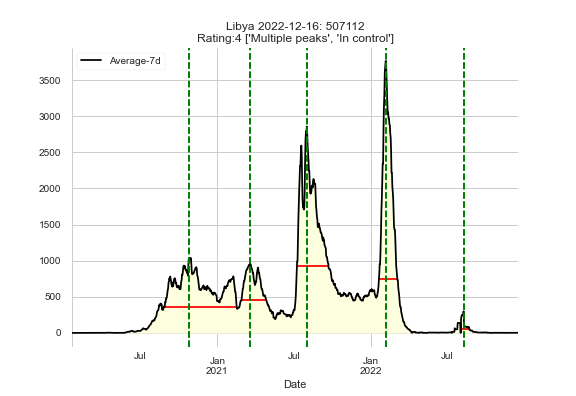 Libya 2022-12-16: 507112
Rating:4 ['Multiple peaks', 'In control']
Average-7d
3500
3000
2500
2000
1500
1000
500
0
Jul
Jan
2021
Jul
Jan
2022
Jul
Date